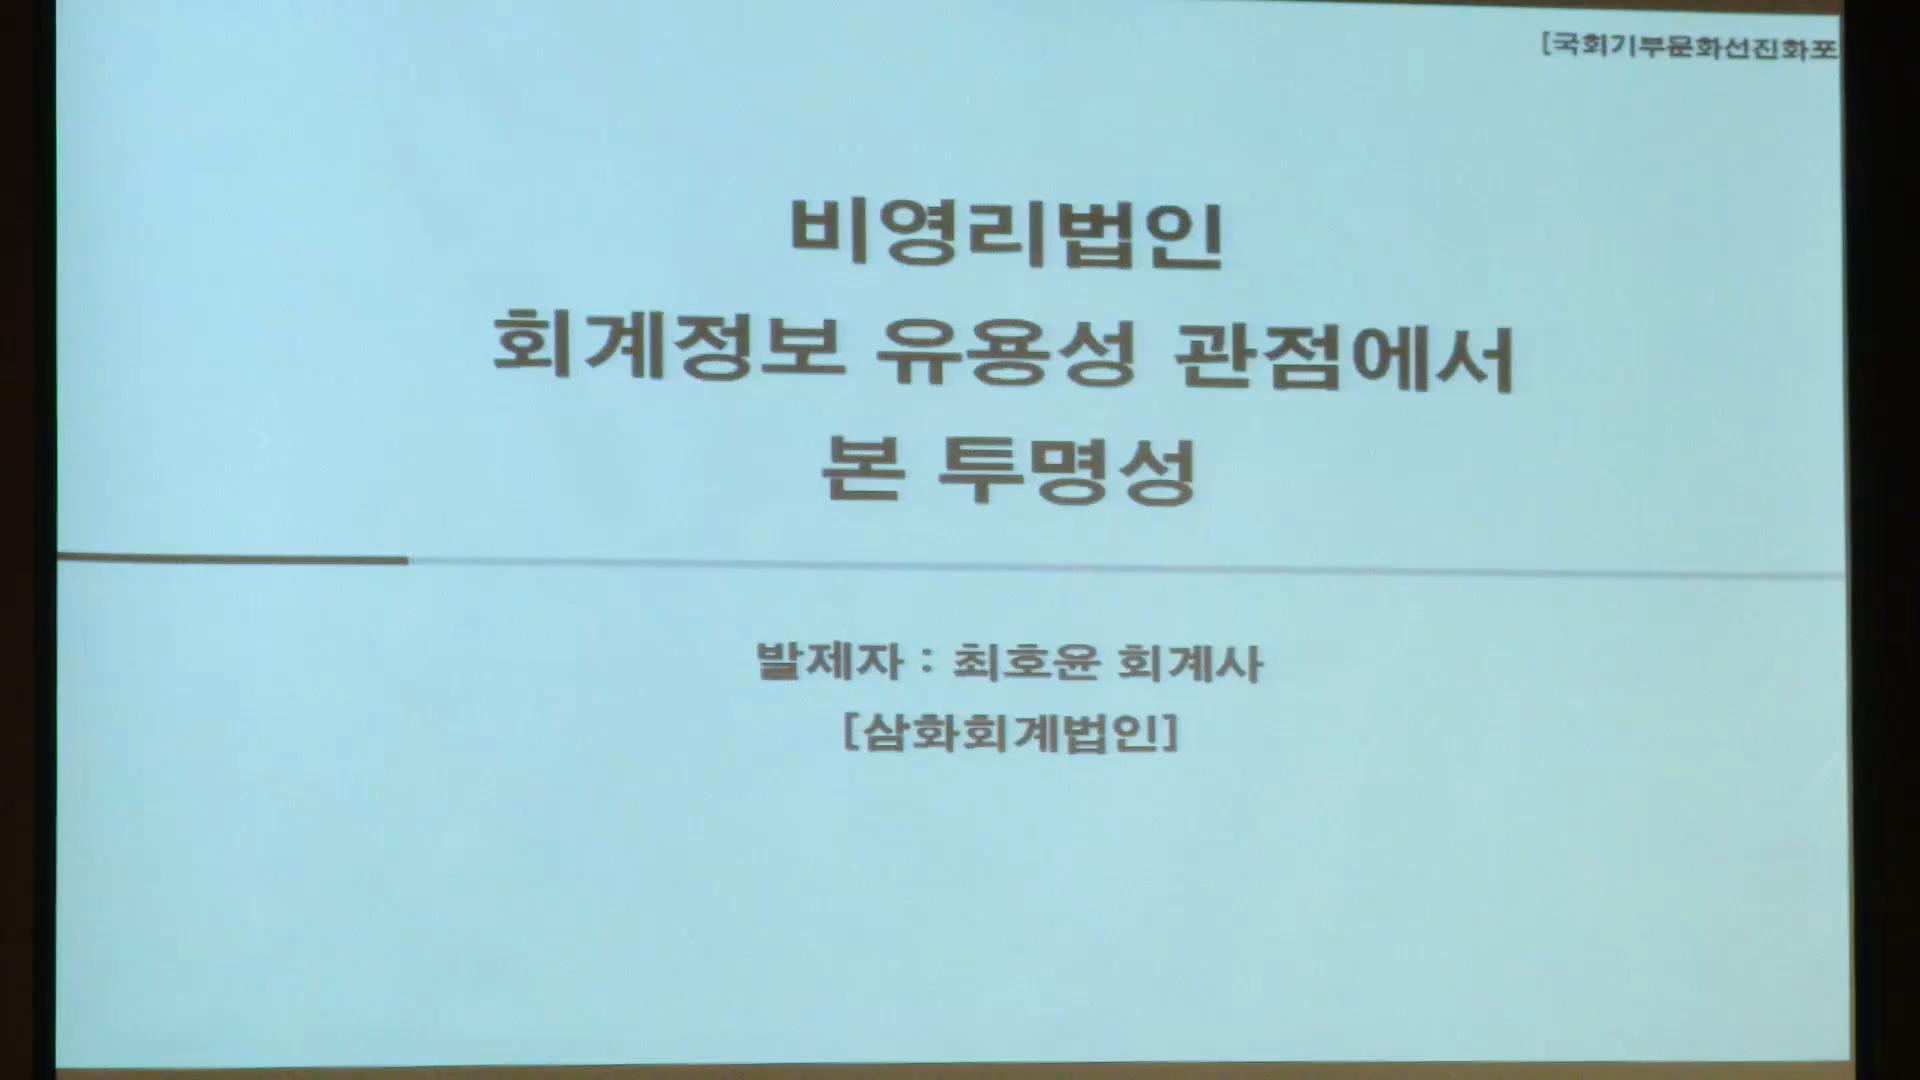 [국회기부문화선진화포
비영리법인
회계정보 유용성 관점에서
본 투명성
발제자 : 최호윤 회계사
[삼화회계법인]